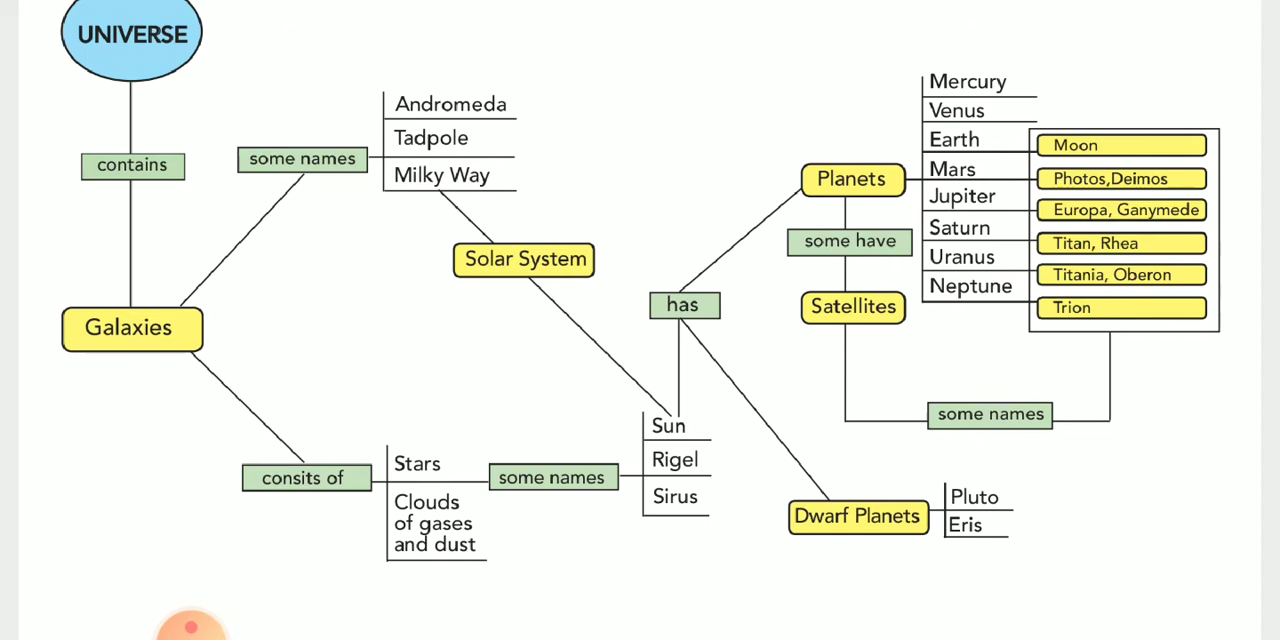 UNIVERSE
contains
Galaxies
some names
Andromeda
Tadpole
Milky Way
Solar System
consits of
Stars
Clouds
of gases
and dust
some names
Sun
Rigel
Sirus
has
Planets
some have
Satellites
Mercury
Venus
Earth
Mars
Jupiter
Saturn
Uranus
Neptune
Moon
Photos,Deimos
Europa, Ganymede
Titan, Rhea
Titania, Oberon
Trion
some names
Dwarf Planets
Pluto
Eris